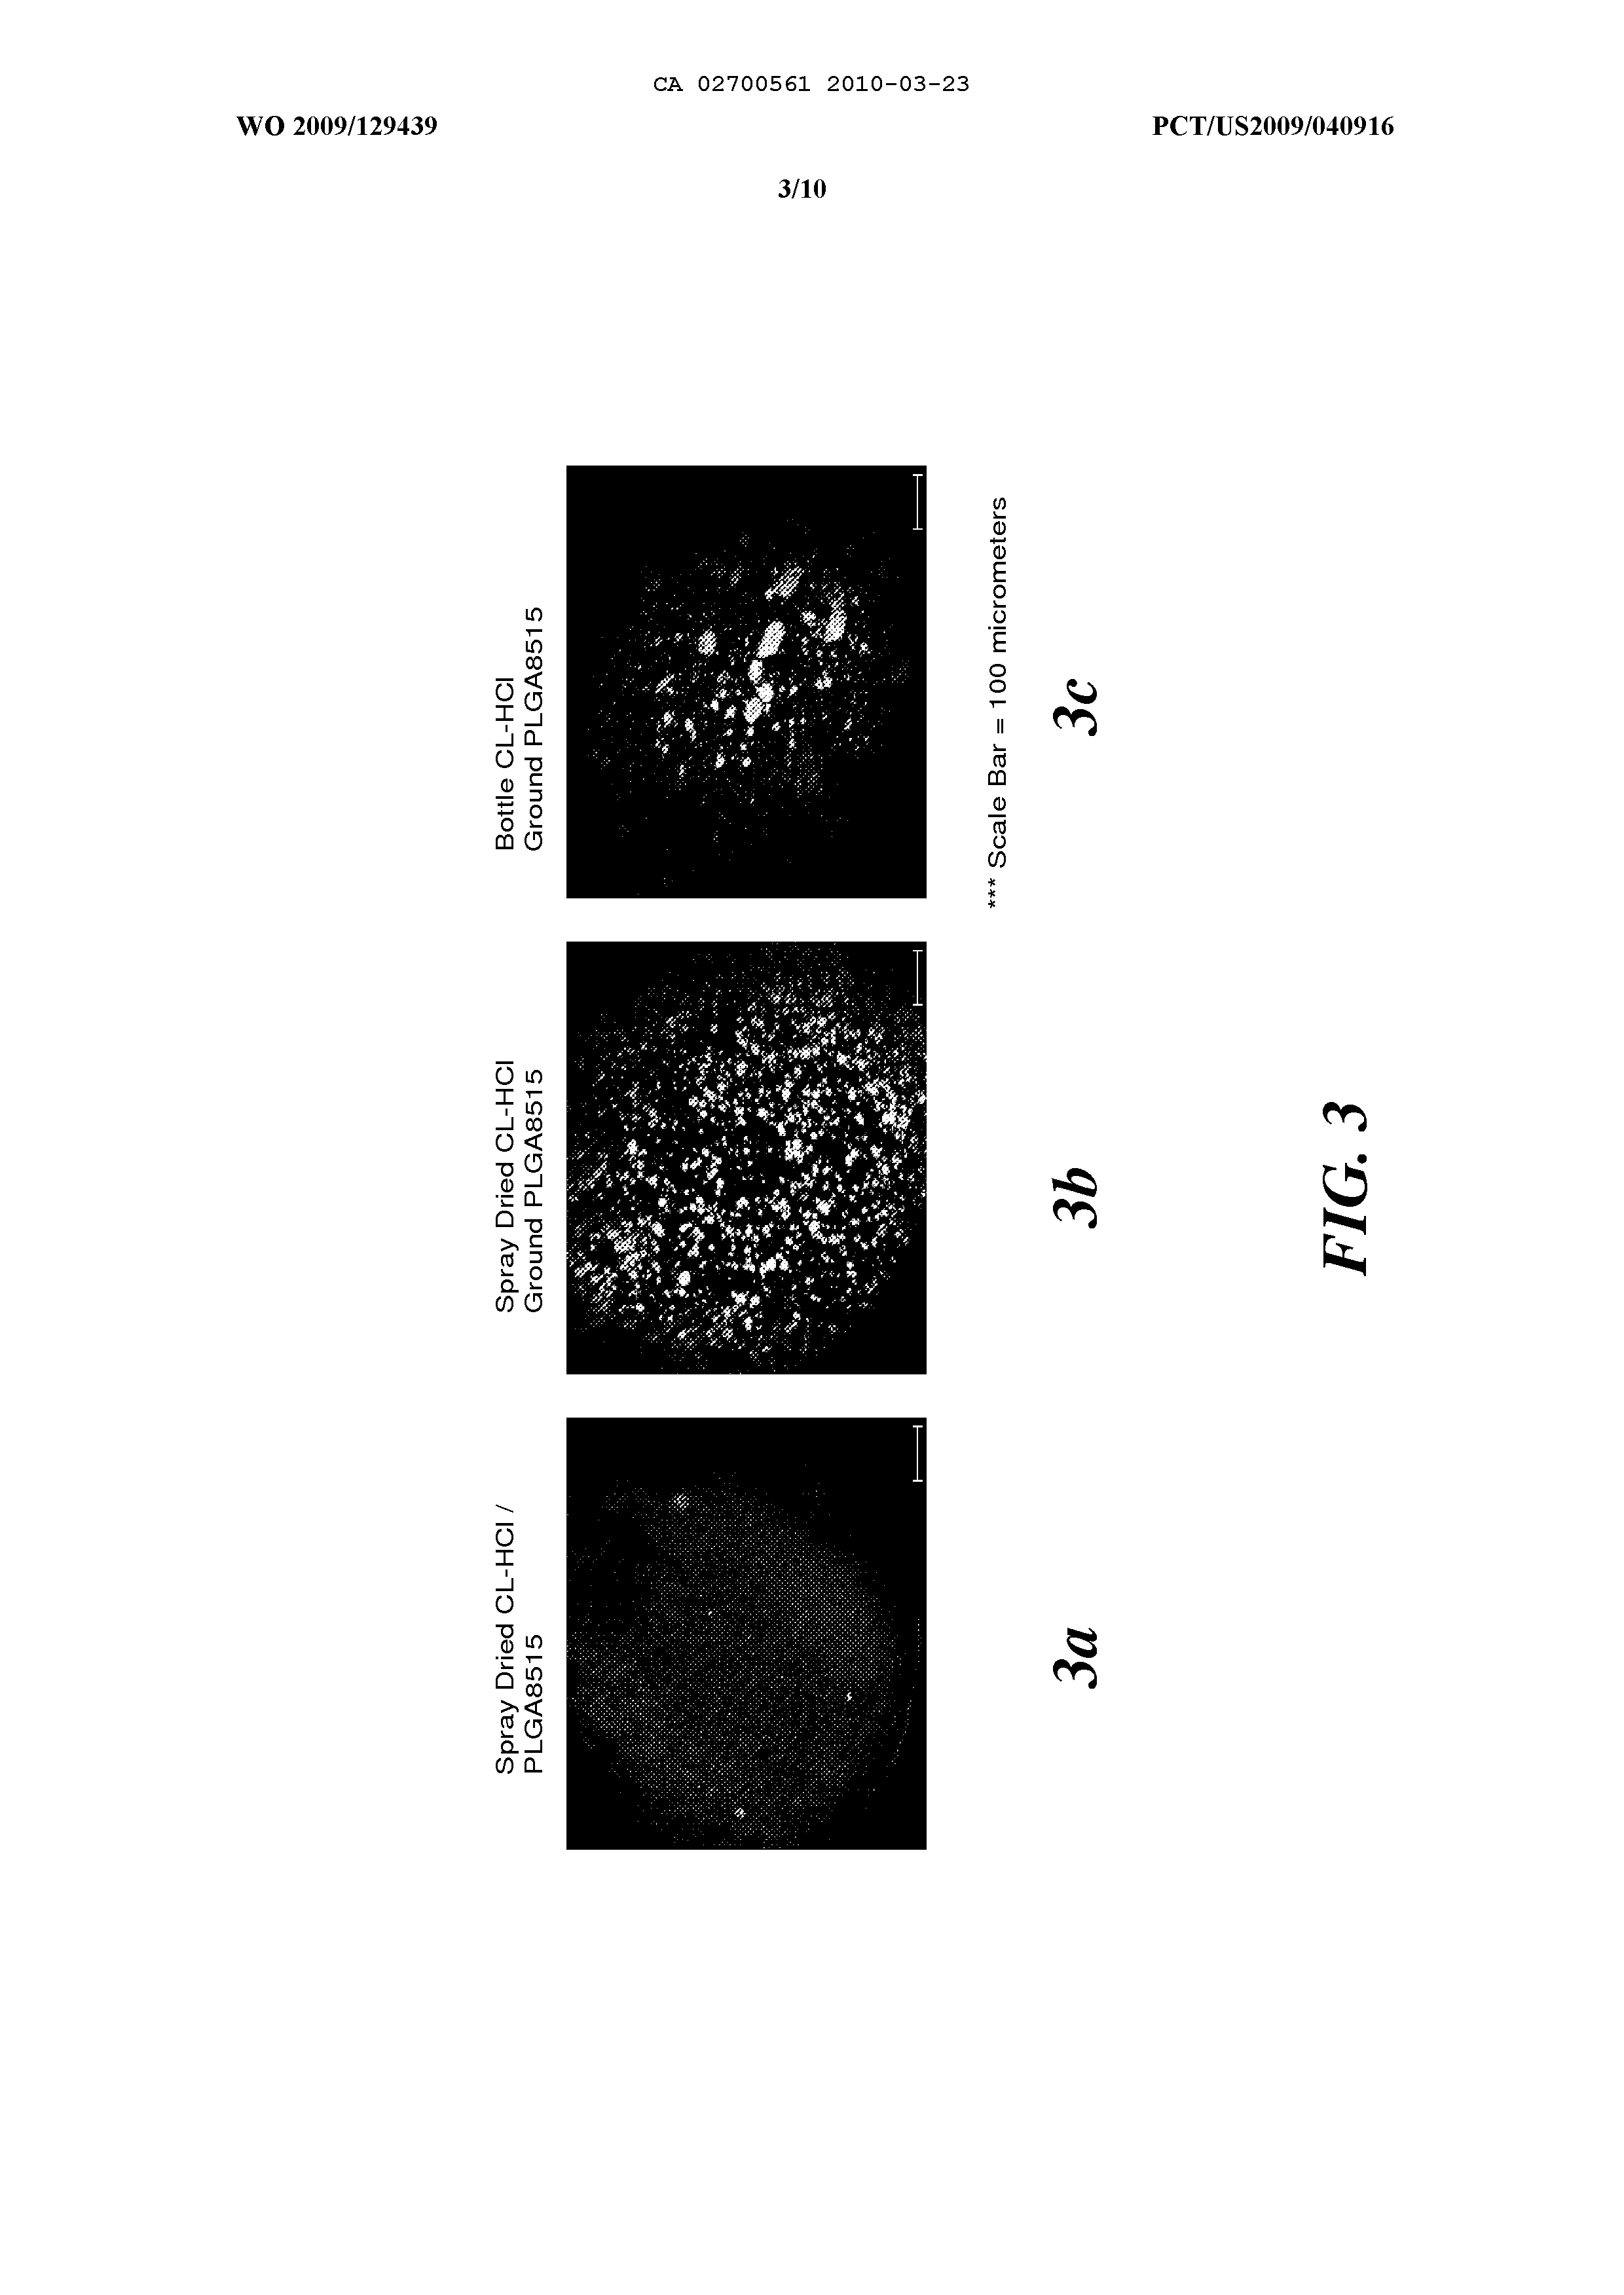 CA 02700561 2010-03-23
WO 2009/129439
PCT/US2009/040916
3/10
Spray Dried CL-HCl /
PLGA8515
Spray Dried CL-HCl
Ground PLGA8515
Bottle CL-HCl
Ground PLGA8515
*** Scale Bar = 100 micrometers
3a
3b
3c
FIG. 3